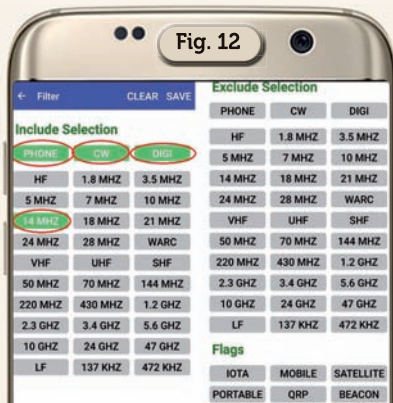 Fig. 12
← Filter CLEAR SAVE
Include Selection
PHONE CW DIGI
HF 1.8 MHZ 3.5 MHZ
5 MHZ 7 MHZ 10 MHZ
14 MHZ 18 MHZ 21 MHZ
24 MHZ 28 MHZ WARC
VHF UHF SHF
50 MHZ 70 MHZ 144 MHZ
220 MHZ 430 MHZ 1.2 GHZ
2.3 GHZ 3.4 GHZ 5.6 GHZ
10 GHZ 24 GHZ 47 GHZ
LF 137 KHZ 472 KHZ
Exclude Selection
PHONE CW DIGI
HF 1.8 MHZ 3.5 MHZ
5 MHZ 7 MHZ 10 MHZ
14 MHZ 18 MHZ 21 MHZ
24 MHZ 28 MHZ WARC
VHF UHF SHF
50 MHZ 70 MHZ 144 MHZ
220 MHZ 430 MHZ 1.2 GHZ
2.3 GHZ 3.4 GHZ 5.6 GHZ
10 GHZ 24 GHZ 47 GHZ
LF 137 KHZ 472 KHZ
Flags
IOTA MOBILE SATELLITE
PORTABLE QRP BEACON